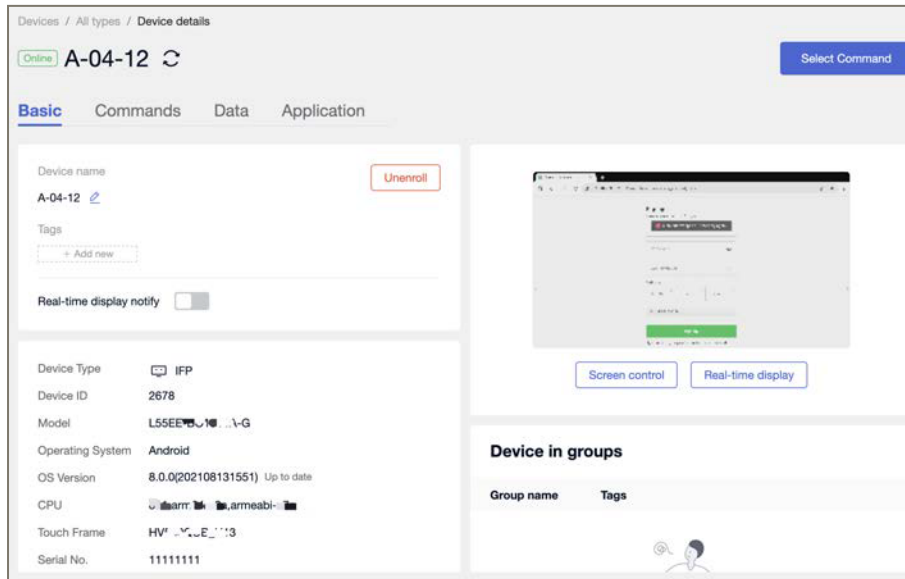 Devices / All types / Device details
Online A-04-12
Select Command
Basic Commands Data Application
Device name
Unenroll
A-04-12
Tags
+ Add new
Real-time display notify
Screen control Real-time display
Device Type IFP
Device ID 2678
Model
Operating System Android
OS Version 8.0.0(202108131551) Up to date
CPU
Touch Frame
Serial No. 11111111
Device in groups
Group name Tags